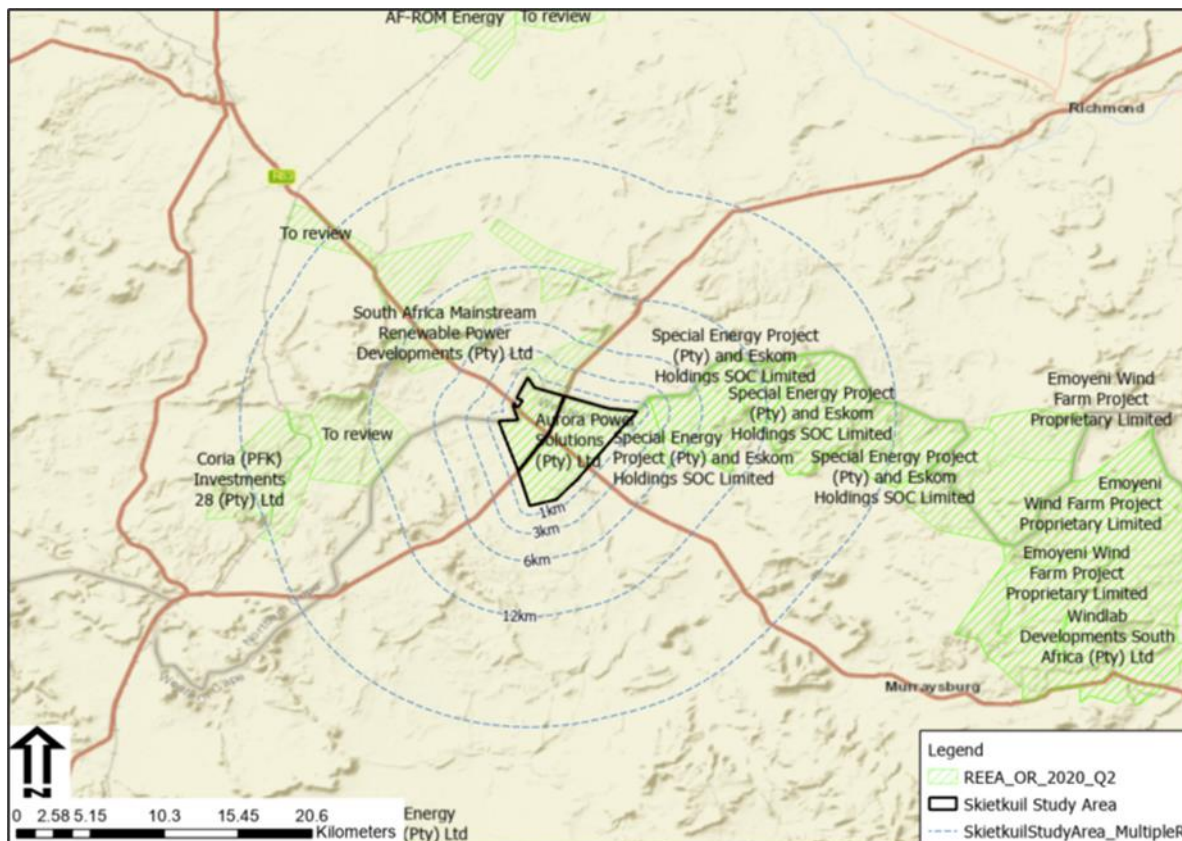 AF-ROM Energy
To review
Richmond
R63
To review
South Africa Mainstream
Renewable Power
Developments (Pty) Ltd
Special Energy Project
(Pty) and Eskom
Holdings SOC Limited
Special Energy Project
(Pty) and Eskom
Holdings SOC Limited
Emoyeni Wind
Farm Project
Proprietary Limited
To review
Aurora Power
Solutions
(Pty) Ltd
Special Energy
Project (Pty) and Eskom
Holdings SOC Limited
Special Energy Project
(Pty) and Eskom
Holdings SOC Limited
Coria (PFK)
Investments
28 (Pty) Ltd
Emoyeni
Wind Farm Project
Proprietary Limited
1km
3km
6km
12km
Emoyeni Wind
Farm Project
Proprietary Limited
Windlab
Developments South
Africa (Pty) Ltd
Murraysburg
N
0 2.58 5.15 10.3 15.45 20.6
Kilometers
Energy
(Pty) Ltd
Legend
REEA_OR_2020_Q2
Skietkuil Study Area
SkietkuilStudyArea_MultipleR